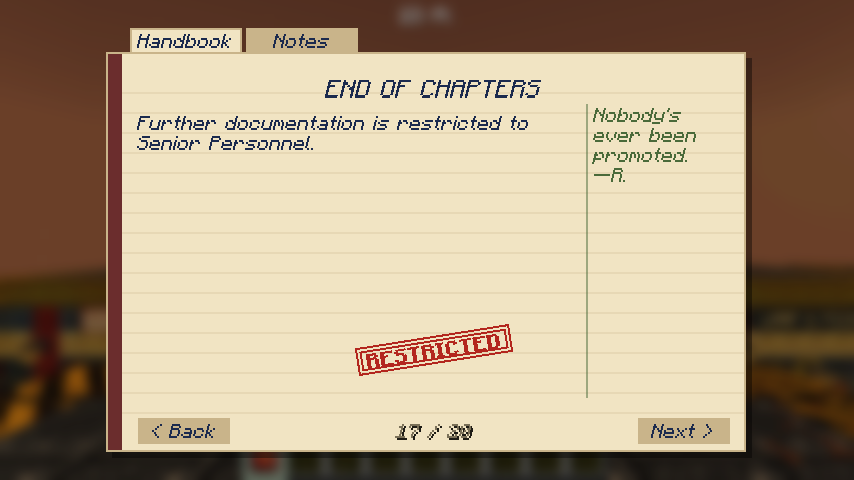 Handbook
Notes
END OF CHAPTERS
Further documentation is restricted to
Senior Personnel.
Nobody's
ever been
promoted.
—R.
RESTRICTED
< Back
17 / 20
Next >